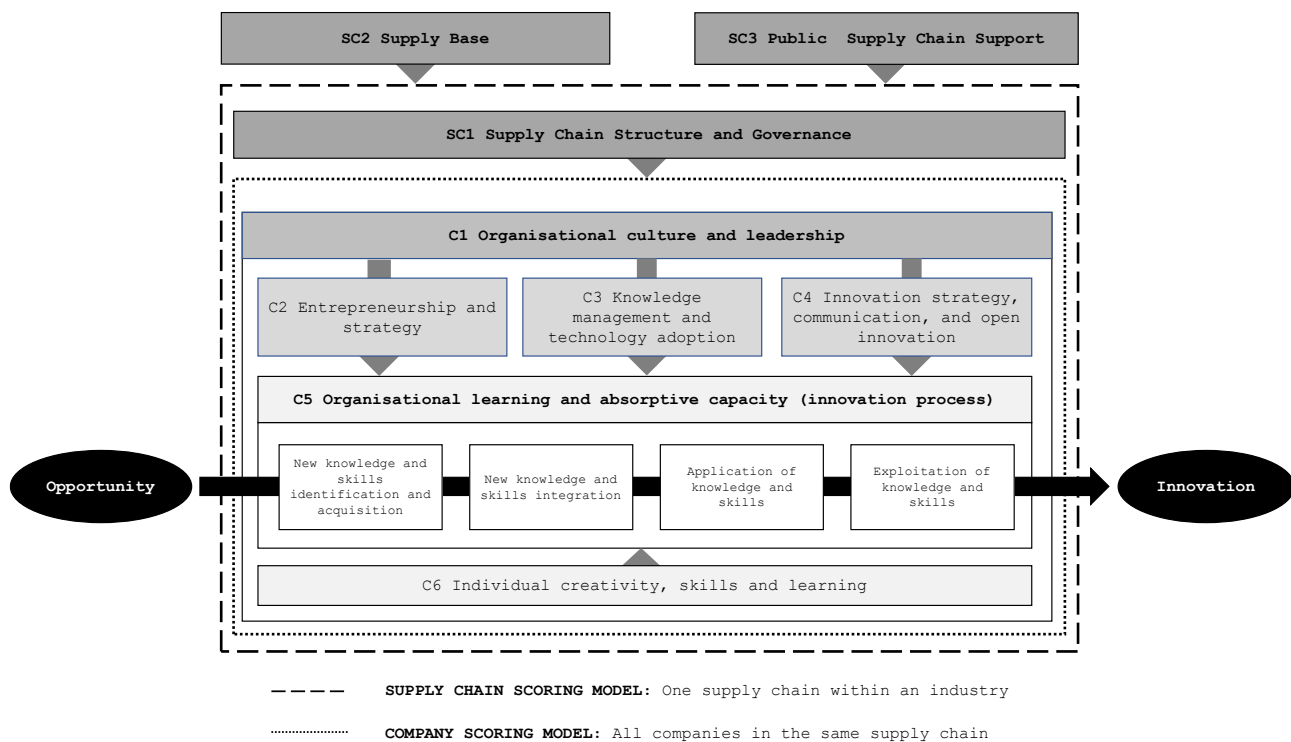 SC2 Supply Base
SC3 Public  Supply Chain Support
SC1 Supply Chain Structure and Governance
C1 Organisational culture and leadership
C2 Entrepreneurship and
strategy
C3 Knowledge
management and
technology adoption
C4 Innovation strategy,
communication, and open
innovation
C5 Organisational learning and absorptive capacity (innovation process)
Opportunity
New knowledge and
skills
identification and
acquisition
New knowledge and
skills integration
Application of
knowledge and
skills
Exploitation of
knowledge and
skills
Innovation
C6 Individual creativity, skills and learning
SUPPLY CHAIN SCORING MODEL: One supply chain within an industry
COMPANY SCORING MODEL: All companies in the same supply chain